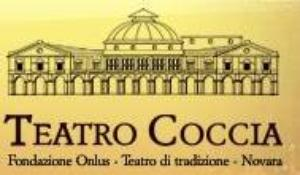 TEATRO COCCIA
Fondazione Onlus - Teatro di tradizione - Novara